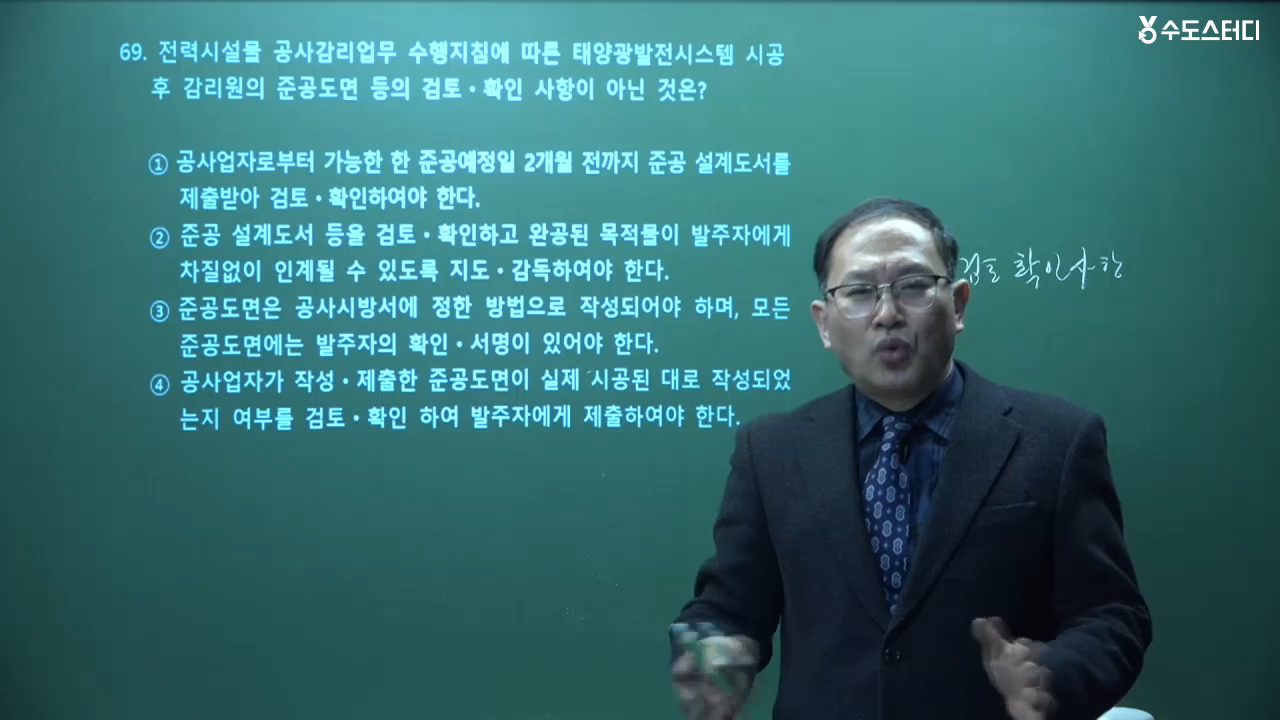 수도스터디
69. 전력시설물 공사감리업무 수행지침에 따른 태양광발전시스템 시공
후 감리원의 준공도면 등의 검토·확인 사항이 아닌 것은?
① 공사업자로부터 가능한 한 준공예정일 2개월 전까지 준공 설계도서를
제출받아 검토·확인하여야 한다.
② 준공 설계도서 등을 검토·확인하고 완공된 목적물이 발주자에게
차질없이 인계될 수 있도록 지도·감독하여야 한다.
③ 준공도면은 공사시방서에 정한 방법으로 작성되어야 하며, 모든
준공도면에는 발주자의 확인·서명이 있어야 한다.
④ 공사업자가 작성·제출한 준공도면이 실제 시공된 대로 작성되었
는지 여부를 검토·확인 하여 발주자에게 제출하여야 한다.
검토 확인사항